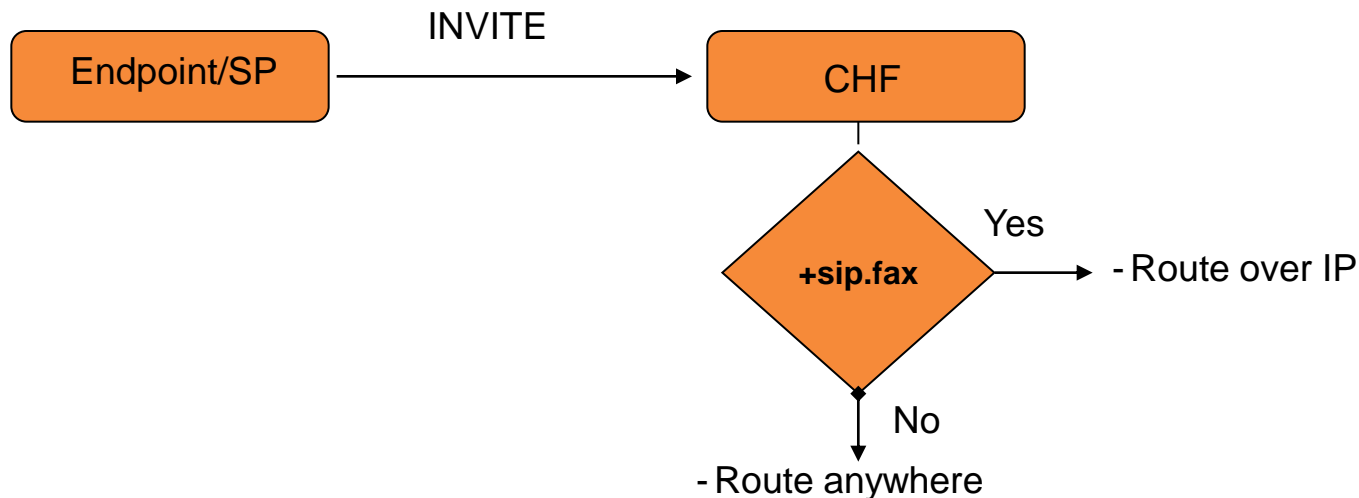 INVITE
Endpoint/SP
CHF
Yes
+sip.fax
- Route over IP
No
- Route anywhere